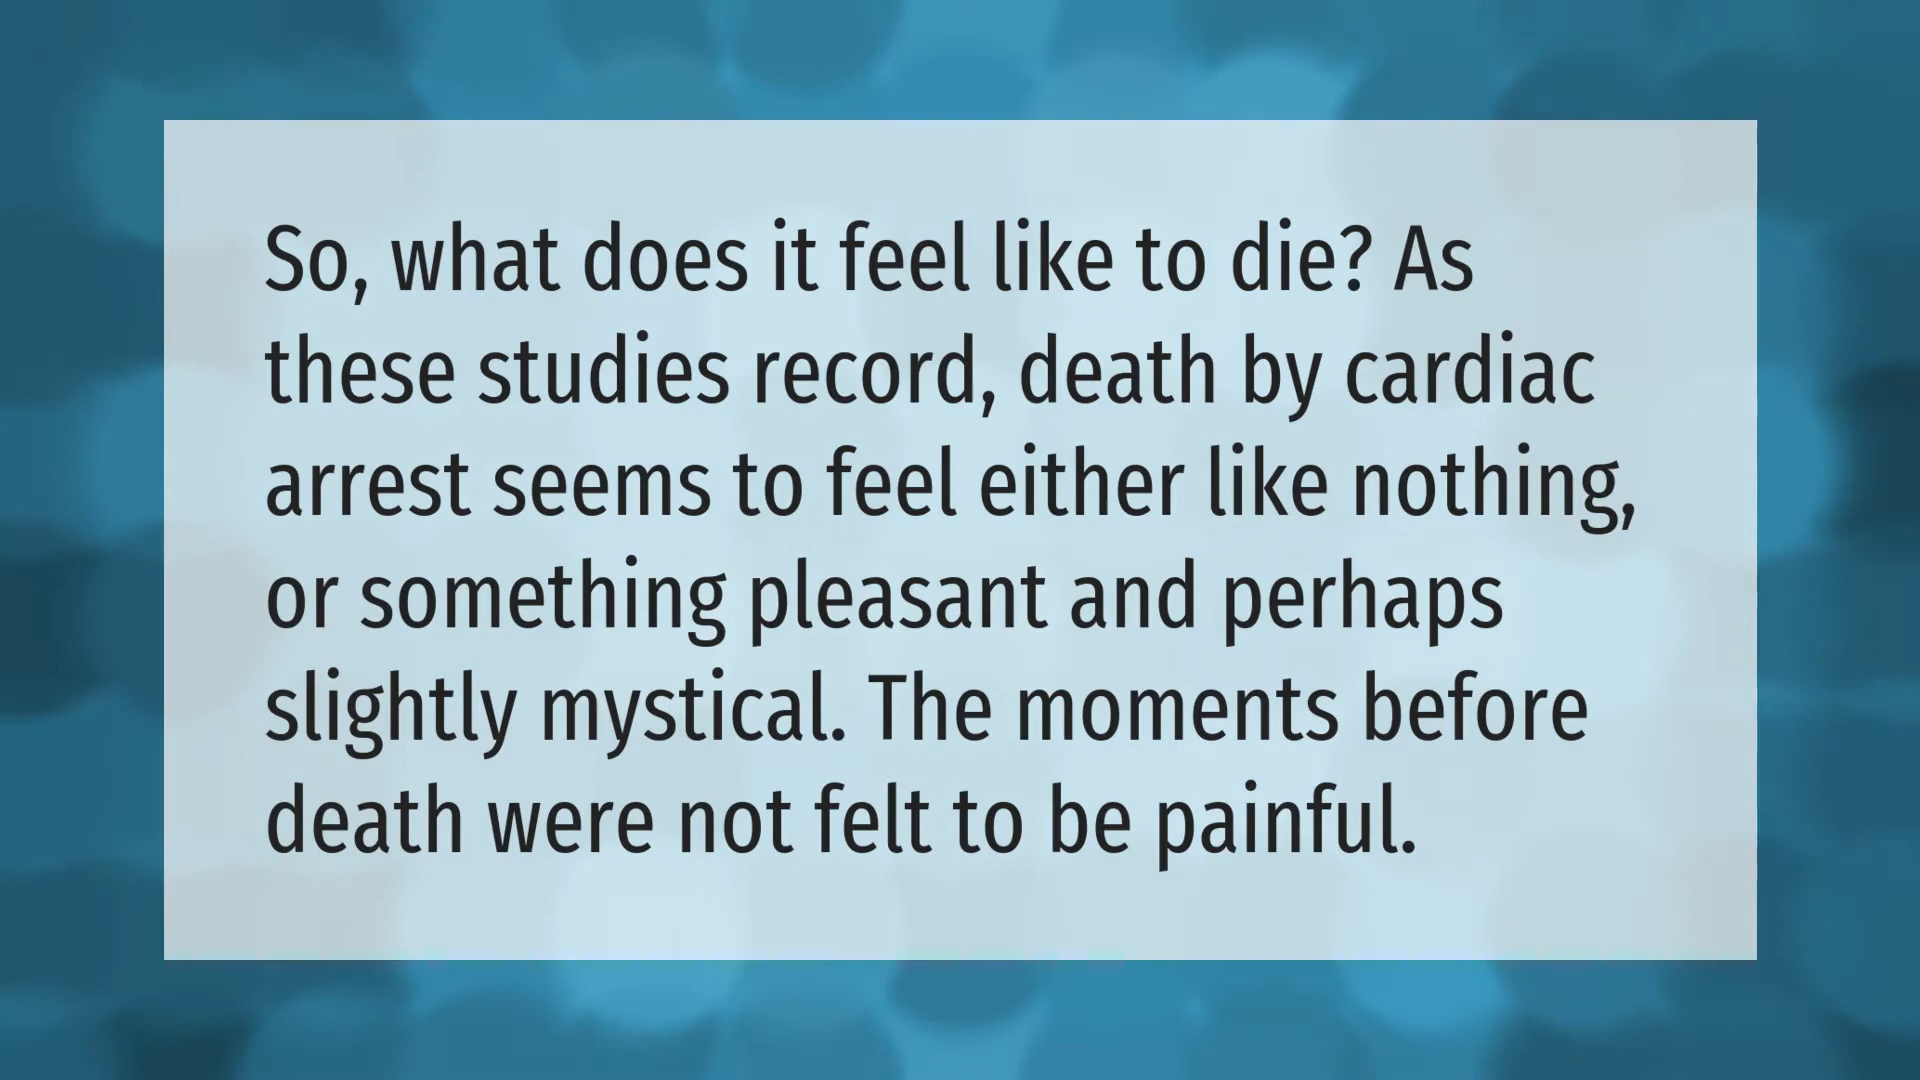 So, what does it feel like to die? As
these studies record, death by cardiac
arrest seems to feel either like nothing,
or something pleasant and perhaps
slightly mystical. The moments before
death were not felt to be painful.